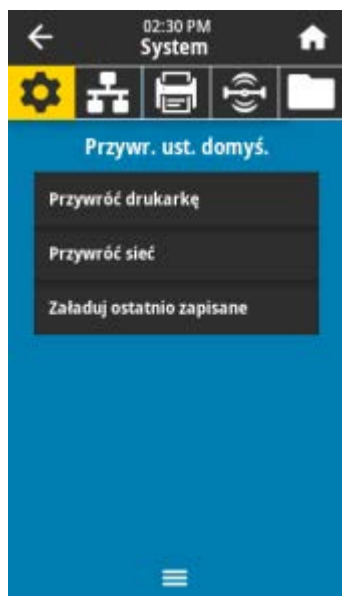 02:30 PM
System
Przywr. ust. domyś.
Przywróć drukarkę
Przywróć sieć
Załaduj ostatnio zapisane